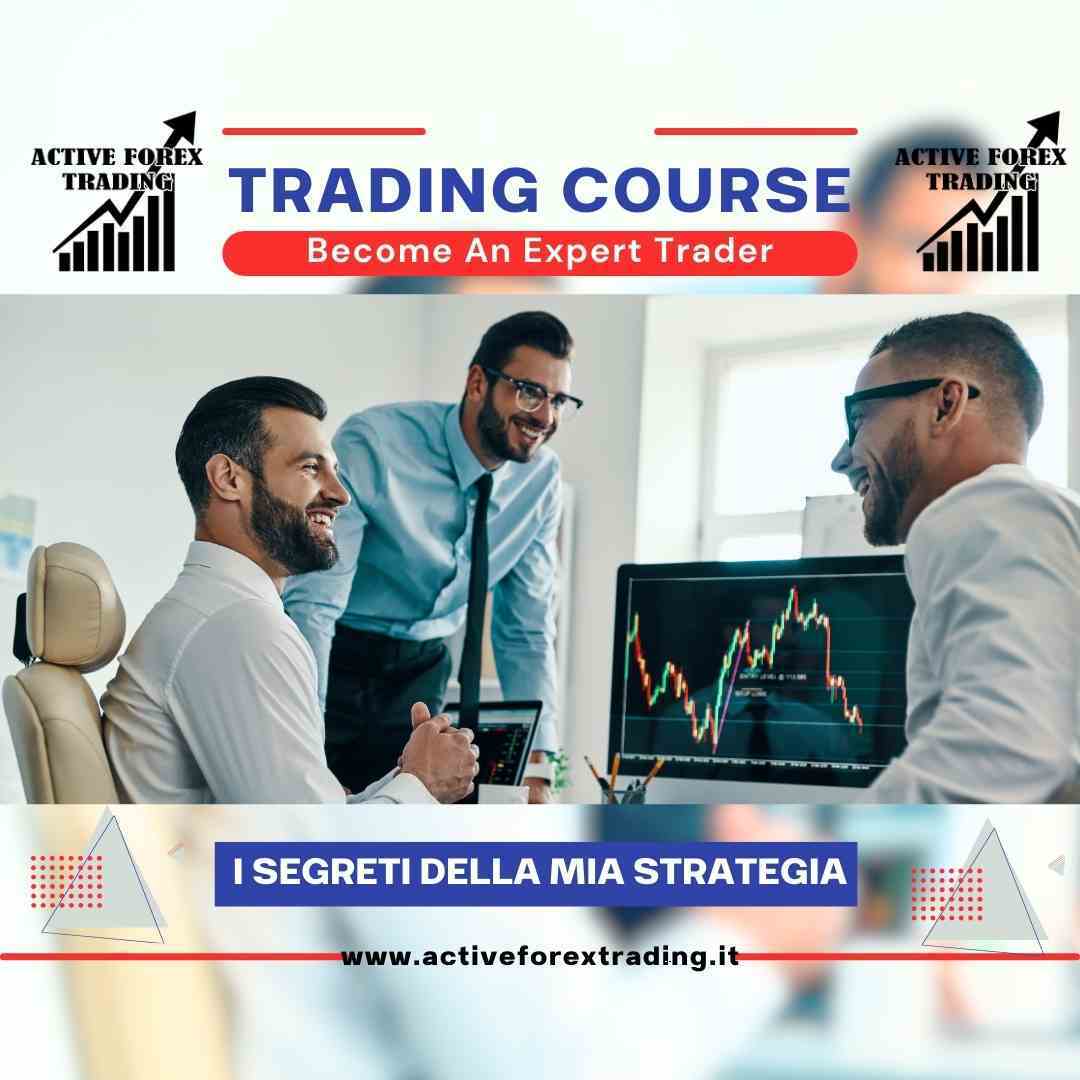 ACTIVE FOREX
TRADING
TRADING COURSE
Become An Expert Trader
ACTIVE FOREX
TRADING
I SEGRETI DELLA MIA STRATEGIA
www.activeforextrading.it